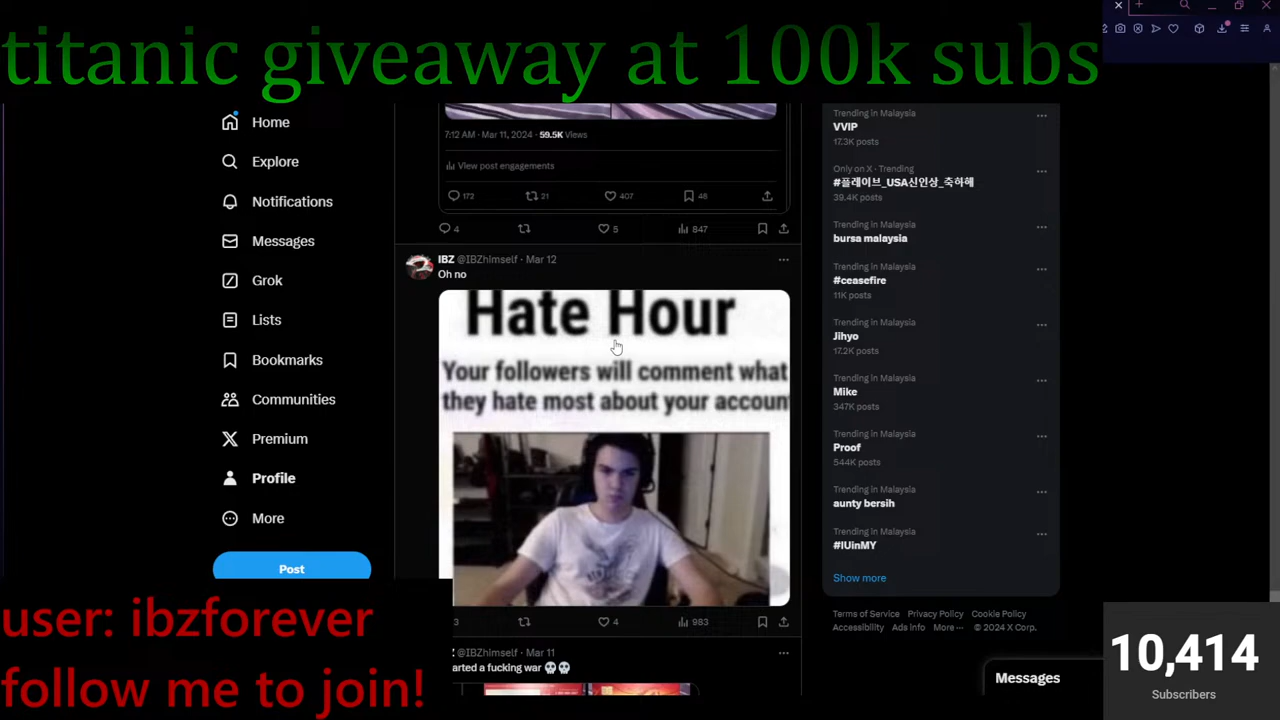 titanic giveaway at 100k subs
Home
Explore
Notifications
Messages
Grok
Lists
Bookmarks
Communities
Premium
Profile
More
Post
user: ibzforever
follow me to join!
7:12 AM · Mar 11, 2024 · 59.5K Views
View post engagements
172 21 407 46
4 5 847
IBZ @IBZhimself · Mar 12
Oh no
Hate Hour
Your followers will comment what
they hate most about your accoun
3 4 983
@IBZhimself · Mar 11
arted a fucking war 💀💀
Trending in Malaysia
VVIP
17.3K posts
Only on X · Trending
#플레이브_USA신인상_축하해
39.4K posts
Trending in Malaysia
bursa malaysia
Trending in Malaysia
#ceasefire
11K posts
Trending in Malaysia
Jihyo
17.2K posts
Trending in Malaysia
Mike
347K posts
Trending in Malaysia
Proof
544K posts
Trending in Malaysia
aunty bersih
Trending in Malaysia
#IUinMY
Show more
Terms of Service Privacy Policy Cookie Policy
Accessibility Ads info More ··· © 2024 X Corp.
Messages
10,414
Subscribers